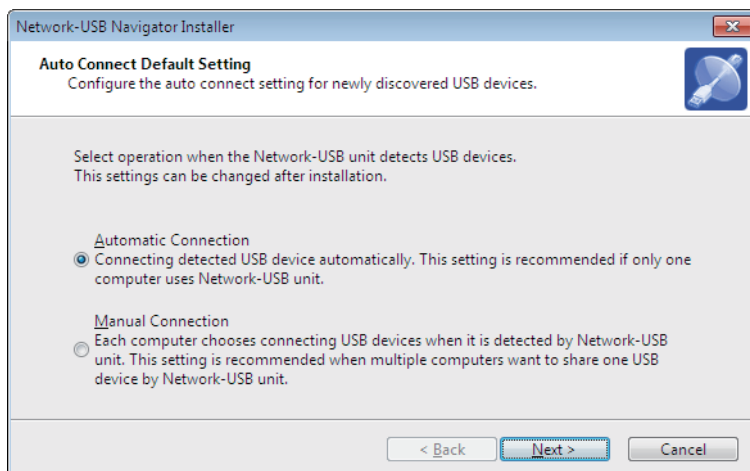 Network-USB Navigator Installer
Auto Connect Default Setting
Configure the auto connect setting for newly discovered USB devices.
Select operation when the Network-USB unit detects USB devices.
This settings can be changed after installation.
Automatic Connection
Connecting detected USB device automatically. This setting is recommended if only one
computer uses Network-USB unit.
Manual Connection
Each computer chooses connecting USB devices when it is detected by Network-USB
unit. This setting is recommended when multiple computers want to share one USB
device by Network-USB unit.
< Back Next > Cancel